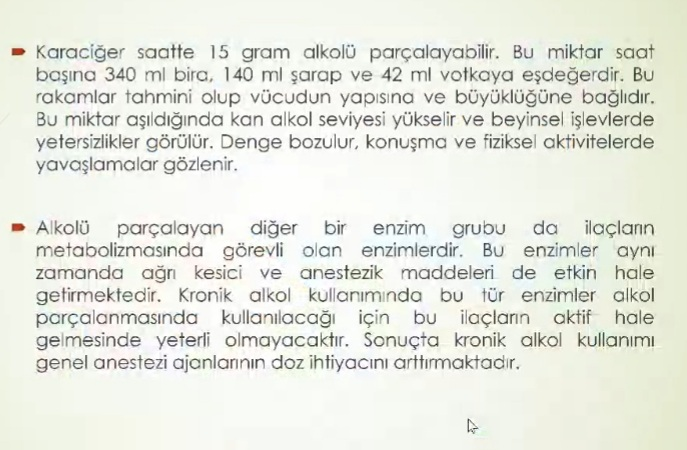 Karaciğer saatte 15 gram alkolü parçalayabilir. Bu miktar saat
başına 340 ml bira, 140 ml şarap ve 42 ml votkaya eşdeğerdir. Bu
rakamlar tahmini olup vücudun yapısına ve büyüklüğüne bağlıdır.
Bu miktar aşıldığında kan alkol seviyesi yükselir ve beyinsel işlevlerde
yetersizlikler görülür. Denge bozulur, konuşma ve fiziksel aktivitelerde
yavaşlamalar gözlenir.
Alkolü parçalayan diğer bir enzim grubu da ilaçların
metabolizmasında görevli olan enzimlerdir. Bu enzimler aynı
zamanda ağrı kesici ve anestezik maddeleri de etkin hale
getirmektedir. Kronik alkol kullanımında bu tür enzimler alkol
parçalanmasında kullanılacağı için bu ilaçların aktif hale
gelmesinde yeterli olmayacaktır. Sonuçta kronik alkol kullanımı
genel anestezi ajanlarının doz ihtiyacını arttırmaktadır.